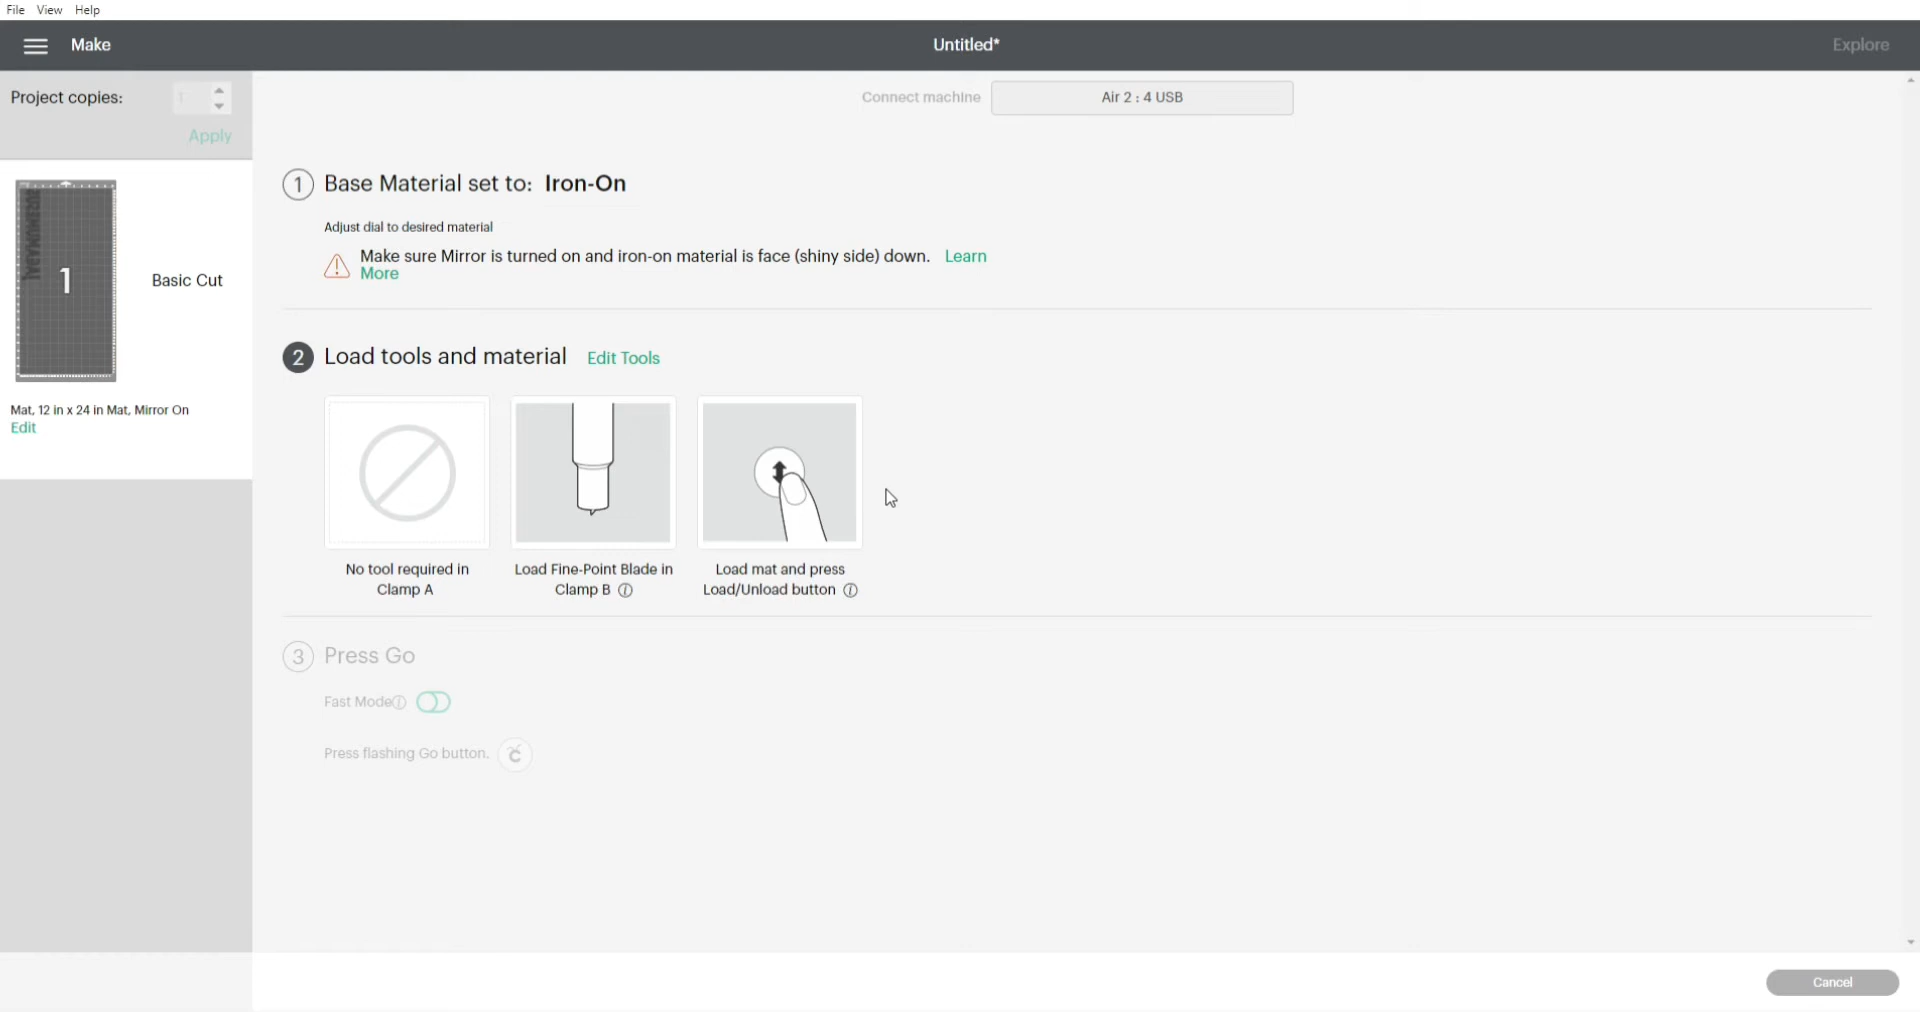 File View Help
Make
Untitled*
Explore
Project copies:
1
Apply
Connect machine
Air 2 : 4 USB
1
Basic Cut
Mat, 12 in x 24 in Mat, Mirror On
Edit
1 Base Material set to: Iron-On
Adjust dial to desired material
Make sure Mirror is turned on and iron-on material is face (shiny side) down. Learn
More
2 Load tools and material Edit Tools
No tool required in
Clamp A
Load Fine-Point Blade in
Clamp B
Load mat and press
Load/Unload button
3 Press Go
Fast Mode
Press flashing Go button.
Cancel